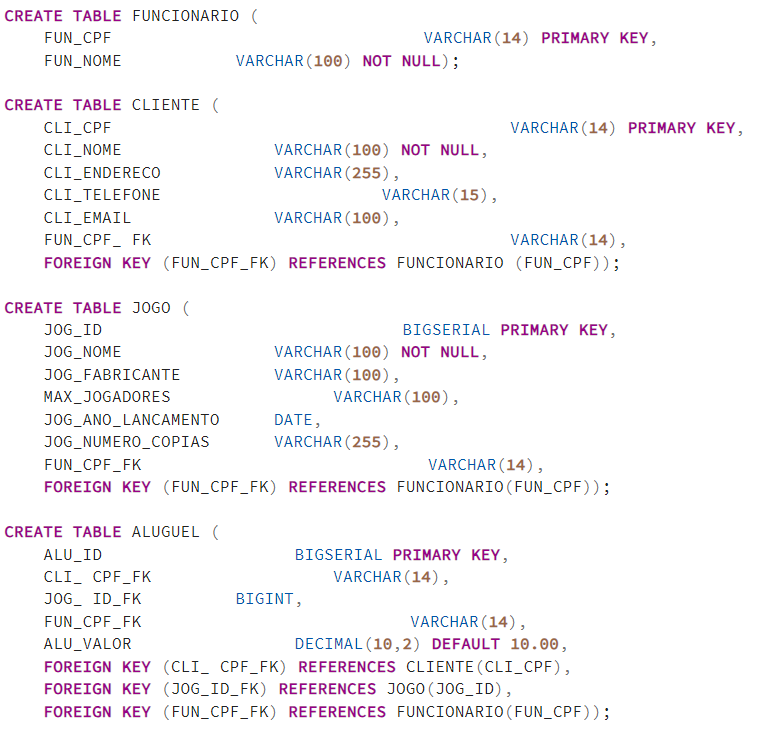 CREATE TABLE FUNCIONARIO (
FUN_CPF VARCHAR(14) PRIMARY KEY,
FUN_NOME VARCHAR(100) NOT NULL);
CREATE TABLE CLIENTE (
CLI_CPF VARCHAR(14) PRIMARY KEY,
CLI_NOME VARCHAR(100) NOT NULL,
CLI_ENDERECO VARCHAR(255),
CLI_TELEFONE VARCHAR(15),
CLI_EMAIL VARCHAR(100),
FUN_CPF_ FK VARCHAR(14),
FOREIGN KEY (FUN_CPF_FK) REFERENCES FUNCIONARIO (FUN_CPF));
CREATE TABLE JOGO (
JOG_ID BIGSERIAL PRIMARY KEY,
JOG_NOME VARCHAR(100) NOT NULL,
JOG_FABRICANTE VARCHAR(100),
MAX_JOGADORES VARCHAR(100),
JOG_ANO_LANCAMENTO DATE,
JOG_NUMERO_COPIAS VARCHAR(255),
FUN_CPF_FK VARCHAR(14),
FOREIGN KEY (FUN_CPF_FK) REFERENCES FUNCIONARIO(FUN_CPF));
CREATE TABLE ALUGUEL (
ALU_ID BIGSERIAL PRIMARY KEY,
CLI_ CPF_FK VARCHAR(14),
JOG_ ID_FK BIGINT,
FUN_CPF_FK VARCHAR(14),
ALU_VALOR DECIMAL(10,2) DEFAULT 10.00,
FOREIGN KEY (CLI_ CPF_FK) REFERENCES CLIENTE(CLI_CPF),
FOREIGN KEY (JOG_ID_FK) REFERENCES JOGO(JOG_ID),
FOREIGN KEY (FUN_CPF_FK) REFERENCES FUNCIONARIO(FUN_CPF));